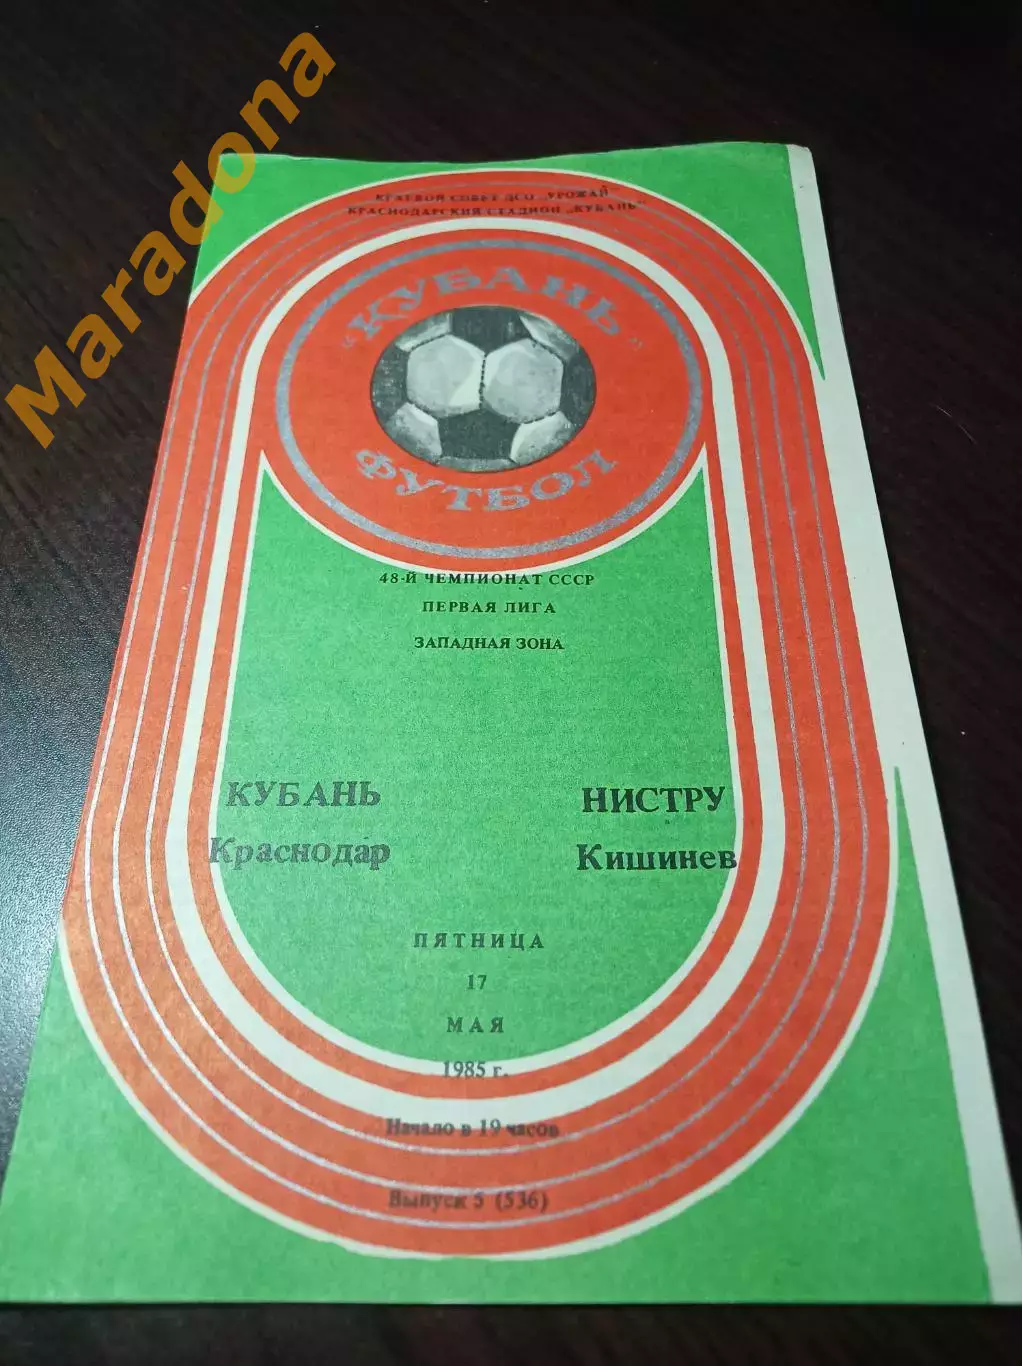 Maradona
КРАЕВОЙ СОВЕТ ДСО „УРОЖАЙ"
КРАСНОДАРСКИЙ СТАДИОН „КУБАНЬ"
«КУБАНЬ»
ФУТБОЛ
48-Й ЧЕМПИОНАТ СССР
ПЕРВАЯ ЛИГА
ЗАПАДНАЯ ЗОНА
КУБАНЬ НИСТРУ
Краснодар Кишинев
ПЯТНИЦА
17
МАЯ
1985 г.
Начало в 19 часов
Выпуск 5 (536)